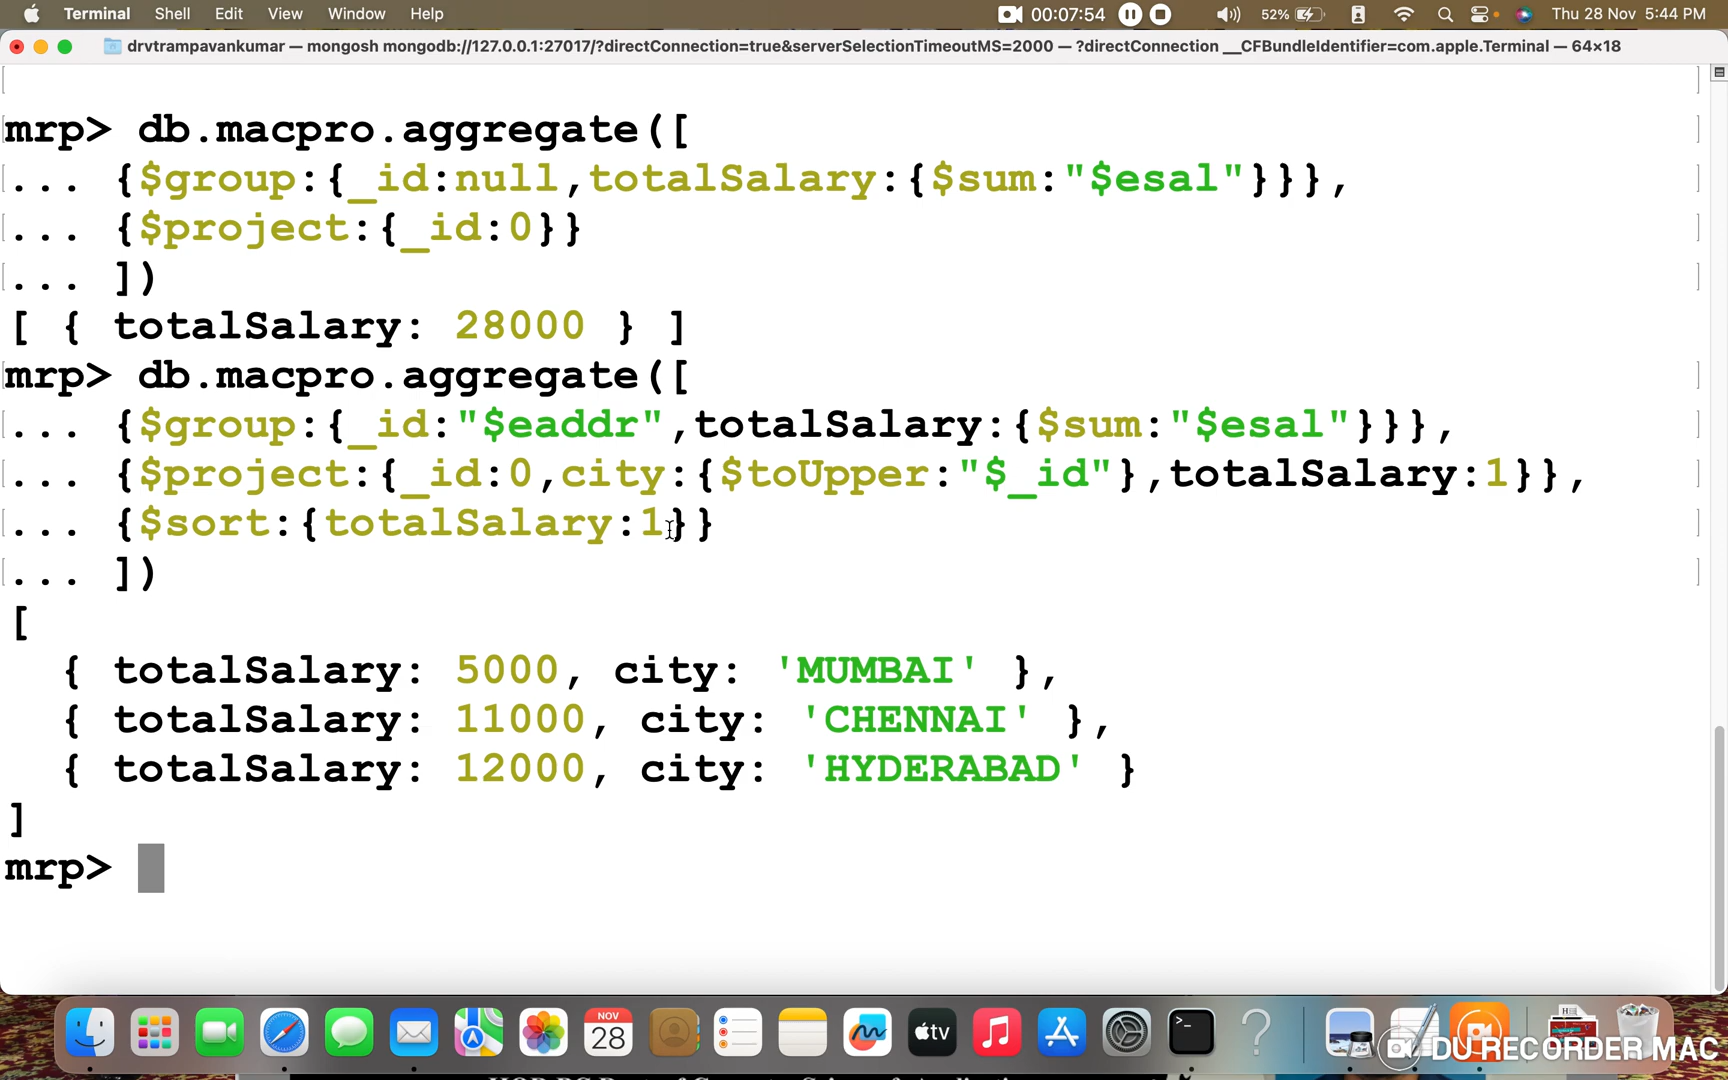 Terminal Shell Edit View Window Help 00:07:54 52% Thu 28 Nov 5:44 PM
drvtrampavankumar — mongosh mongodb://127.0.0.1:27017/?directConnection=true&serverSelectionTimeoutMS=2000 — ?directConnection __CFBundleIdentifier=com.apple.Terminal — 64×18
mrp> db.macpro.aggregate([
... {$group:{_id:null,totalSalary:{$sum:"$esal"}}},
... {$project:{_id:0}}
... ])
[ { totalSalary: 28000 } ]
mrp> db.macpro.aggregate([
... {$group:{_id:"$eaddr",totalSalary:{$sum:"$esal"}}},
... {$project:{_id:0,city:{$toUpper:"$_id"},totalSalary:1}},
... {$sort:{totalSalary:1}}
... ])
[
{ totalSalary: 5000, city: 'MUMBAI' },
{ totalSalary: 11000, city: 'CHENNAI' },
{ totalSalary: 12000, city: 'HYDERABAD' }
]
mrp>
NOV
28
tv
>_
DU RECORDER MAC